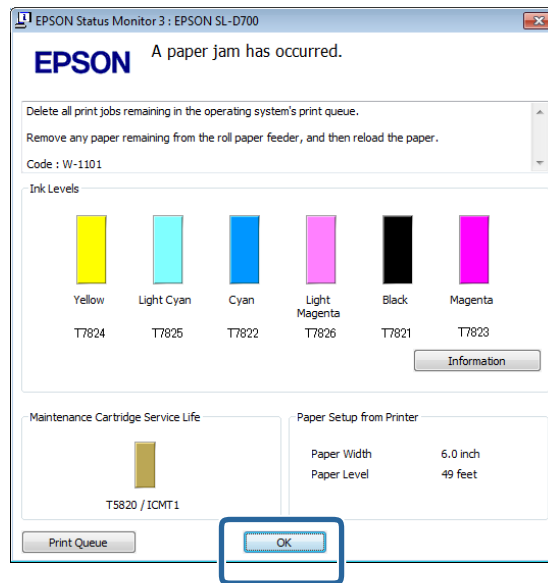 EPSON Status Monitor 3 : EPSON SL-D700
EPSON
A paper jam has occurred.
Delete all print jobs remaining in the operating system's print queue.
Remove any paper remaining from the roll paper feeder, and then reload the paper.
Code : W-1101
Ink Levels
Yellow Light Cyan Cyan Light Magenta Black Magenta
T7824 T7825 T7822 T7826 T7821 T7823
Information
Maintenance Cartridge Service Life
T5820 / ICMT1
Paper Setup from Printer
Paper Width 6.0 inch
Paper Level 49 feet
Print Queue
OK